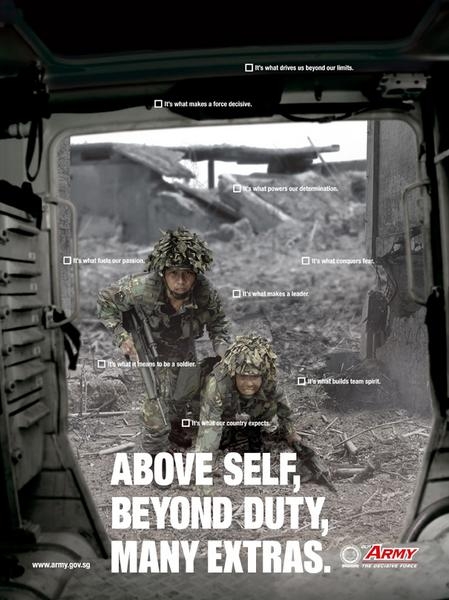 It's what drives us beyond our limits.
It's what makes a force decisive.
It's what powers our determination.
It's what fuels our passion.
It's what conquers fear.
It's what makes a leader.
It's what it means to be a soldier.
It's what builds team spirit.
It's what our country expects.
ABOVE SELF,
BEYOND DUTY,
MANY EXTRAS.
www.army.gov.sg
ARMY
THE DECISIVE FORCE